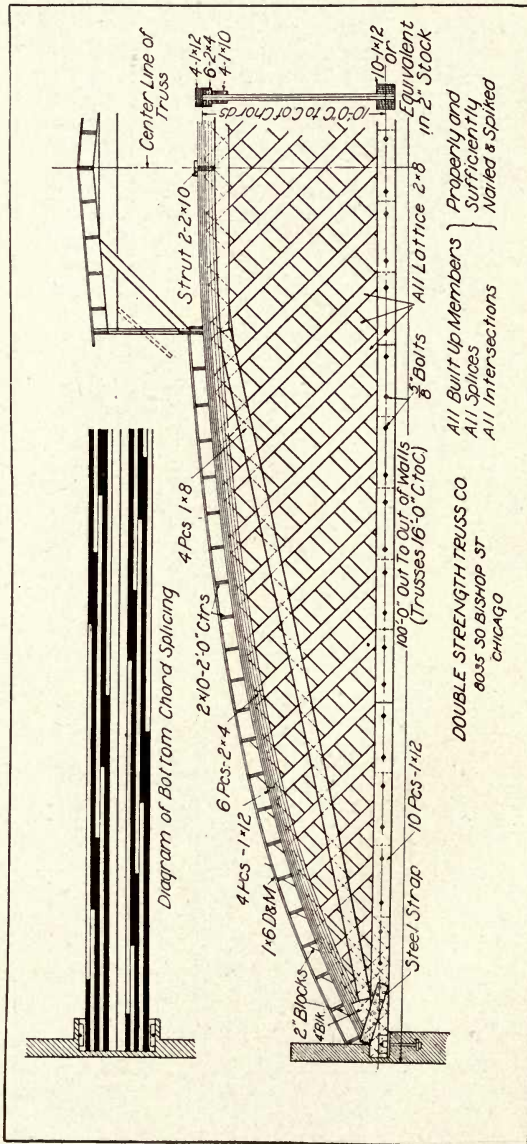 Center Line of
Truss
Strut 2-2×10
4-1×12
6-2×4
4-1×10
10'-0" C to C of Chords
10-1×12
or
Equivalent
in 2" Stock
Diagram of Bottom Chord Splicing
4 Pcs 1×8
2×10-2'-0" Ctrs
6 Pcs-2×4
4 Pcs-1×12
1×6 D&M
2" Blocks
4" Blk.
Steel Strap
10 Pcs-1×12
100'-0" Out To Out of Walls
(Trusses 16'-0" C to C)
5/8" Bolts
All Lattice 2×8
DOUBLE STRENGTH TRUSS CO
8035 SO BISHOP ST
CHICAGO
All Built Up Members
All Splices
All Intersections
Properly and
Sufficiently
Nailed & Spiked